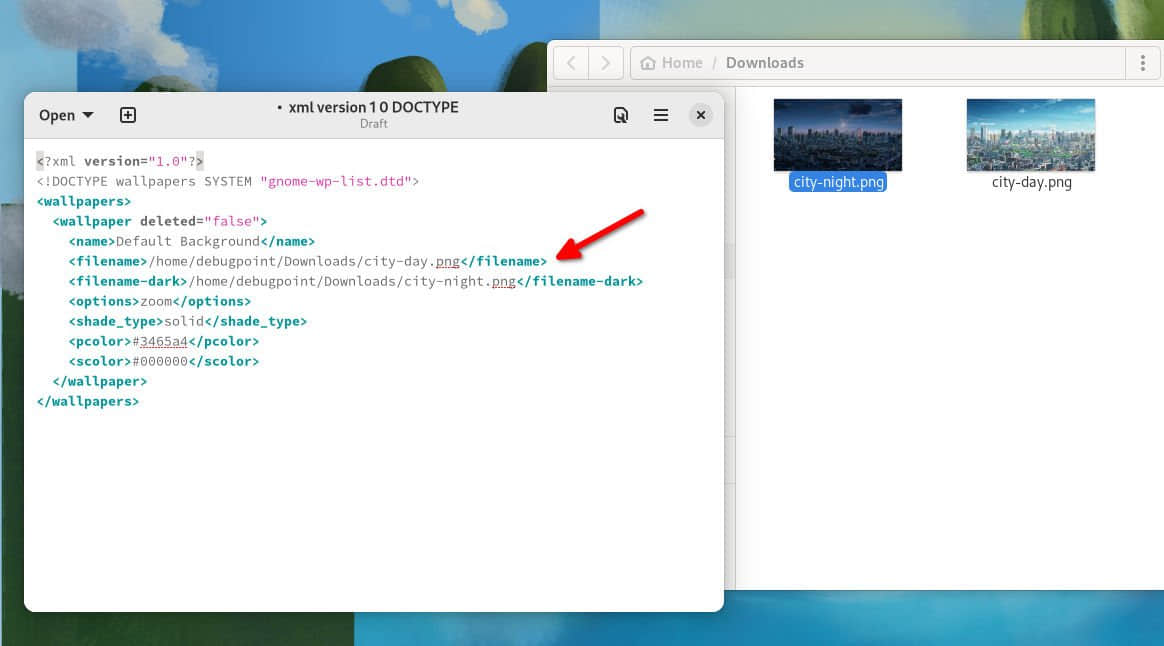 Open
• xml version 1 0 DOCTYPE
Draft
<?xml version="1.0"?>
<!DOCTYPE wallpapers SYSTEM "gnome-wp-list.dtd">
<wallpapers>
  <wallpaper deleted="false">
    <name>Default Background</name>
    <filename>/home/debugpoint/Downloads/city-day.png</filename>
    <filename-dark>/home/debugpoint/Downloads/city-night.png</filename-dark>
    <options>zoom</options>
    <shade_type>solid</shade_type>
    <pcolor>#3465a4</pcolor>
    <scolor>#000000</scolor>
  </wallpaper>
</wallpapers>
Home / Downloads
city-night.png
city-day.png